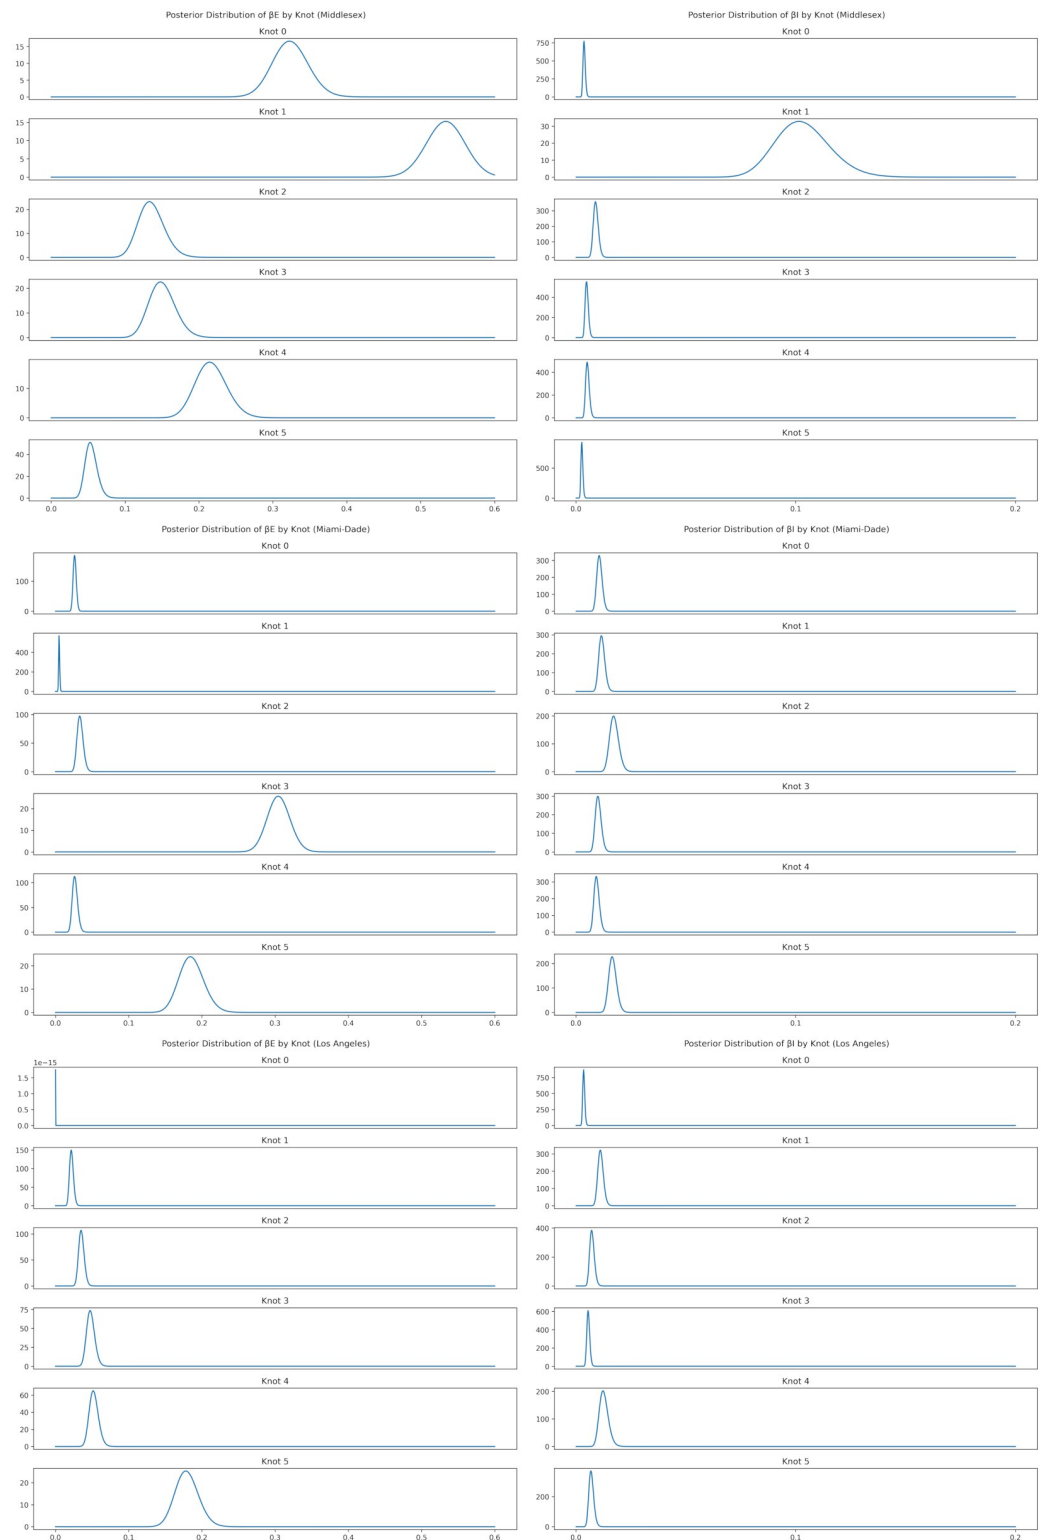 Posterior Distribution of βE by Knot (Middlesex)
Knot 0
15
10
5
0
Knot 1
15
10
5
0
Knot 2
20
10
0
Knot 3
20
10
0
Knot 4
10
0
Knot 5
40
20
0
0.0 0.1 0.2 0.3 0.4 0.5 0.6
Posterior Distribution of βI by Knot (Middlesex)
Knot 0
750
500
250
0
Knot 1
30
20
10
0
Knot 2
300
200
100
0
Knot 3
400
200
0
Knot 4
400
200
0
Knot 5
500
0
0.0 0.1 0.2
Posterior Distribution of βE by Knot (Miami-Dade)
Knot 0
100
0
Knot 1
400
200
0
Knot 2
100
50
0
Knot 3
20
10
0
Knot 4
100
50
0
Knot 5
20
10
0
0.0 0.1 0.2 0.3 0.4 0.5 0.6
Posterior Distribution of βI by Knot (Miami-Dade)
Knot 0
300
200
100
0
Knot 1
300
200
100
0
Knot 2
200
100
0
Knot 3
300
200
100
0
Knot 4
300
200
100
0
Knot 5
200
100
0
0.0 0.1 0.2
Posterior Distribution of βE by Knot (Los Angeles)
Knot 0
1e−15
1.5
1.0
0.5
0.0
Knot 1
150
100
50
0
Knot 2
100
50
0
Knot 3
75
50
25
0
Knot 4
60
40
20
0
Knot 5
20
10
0
0.0 0.1 0.2 0.3 0.4 0.5 0.6
Posterior Distribution of βI by Knot (Los Angeles)
Knot 0
750
500
250
0
Knot 1
300
200
100
0
Knot 2
400
200
0
Knot 3
600
400
200
0
Knot 4
200
100
0
Knot 5
200
0
0.0 0.1 0.2